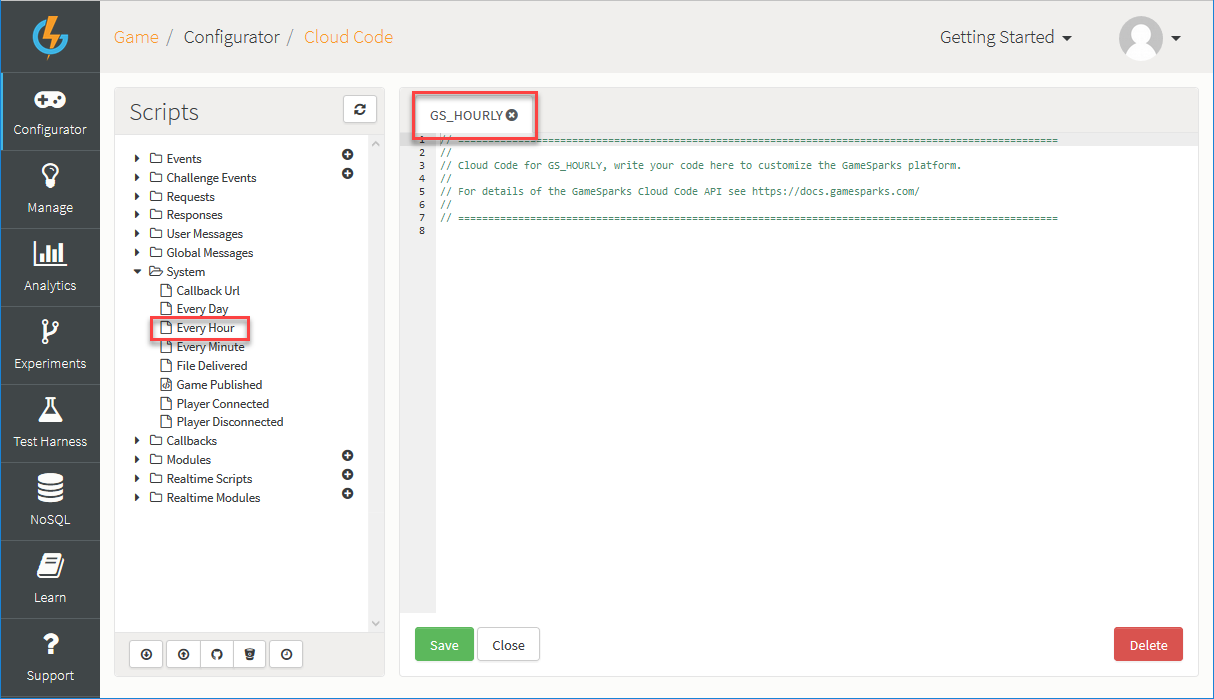 Game / Configurator / Cloud Code
Getting Started
Configurator
Manage
Analytics
Experiments
Test Harness
NoSQL
Learn
Support
Scripts
Events
Challenge Events
Requests
Responses
User Messages
Global Messages
System
Callback Url
Every Day
Every Hour
Every Minute
File Delivered
Game Published
Player Connected
Player Disconnected
Callbacks
Modules
Realtime Scripts
Realtime Modules
GS_HOURLY
1 // ===========================================================================================
2 //
3 // Cloud Code for GS_HOURLY, write your code here to customize the GameSparks platform.
4 //
5 // For details of the GameSparks Cloud Code API see https://docs.gamesparks.com/
6 //
7 // ===========================================================================================
8
Save
Close
Delete